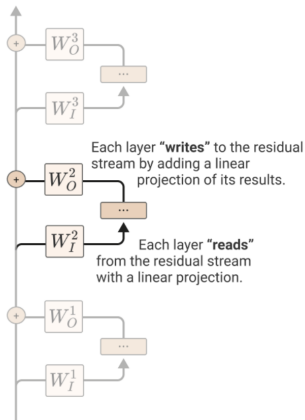 +
W_O^3
...
W_I^3
Each layer “writes” to the residual
stream by adding a linear
projection of its results.
+
W_O^2
...
W_I^2
Each layer “reads”
from the residual stream
with a linear projection.
+
W_O^1
...
W_I^1